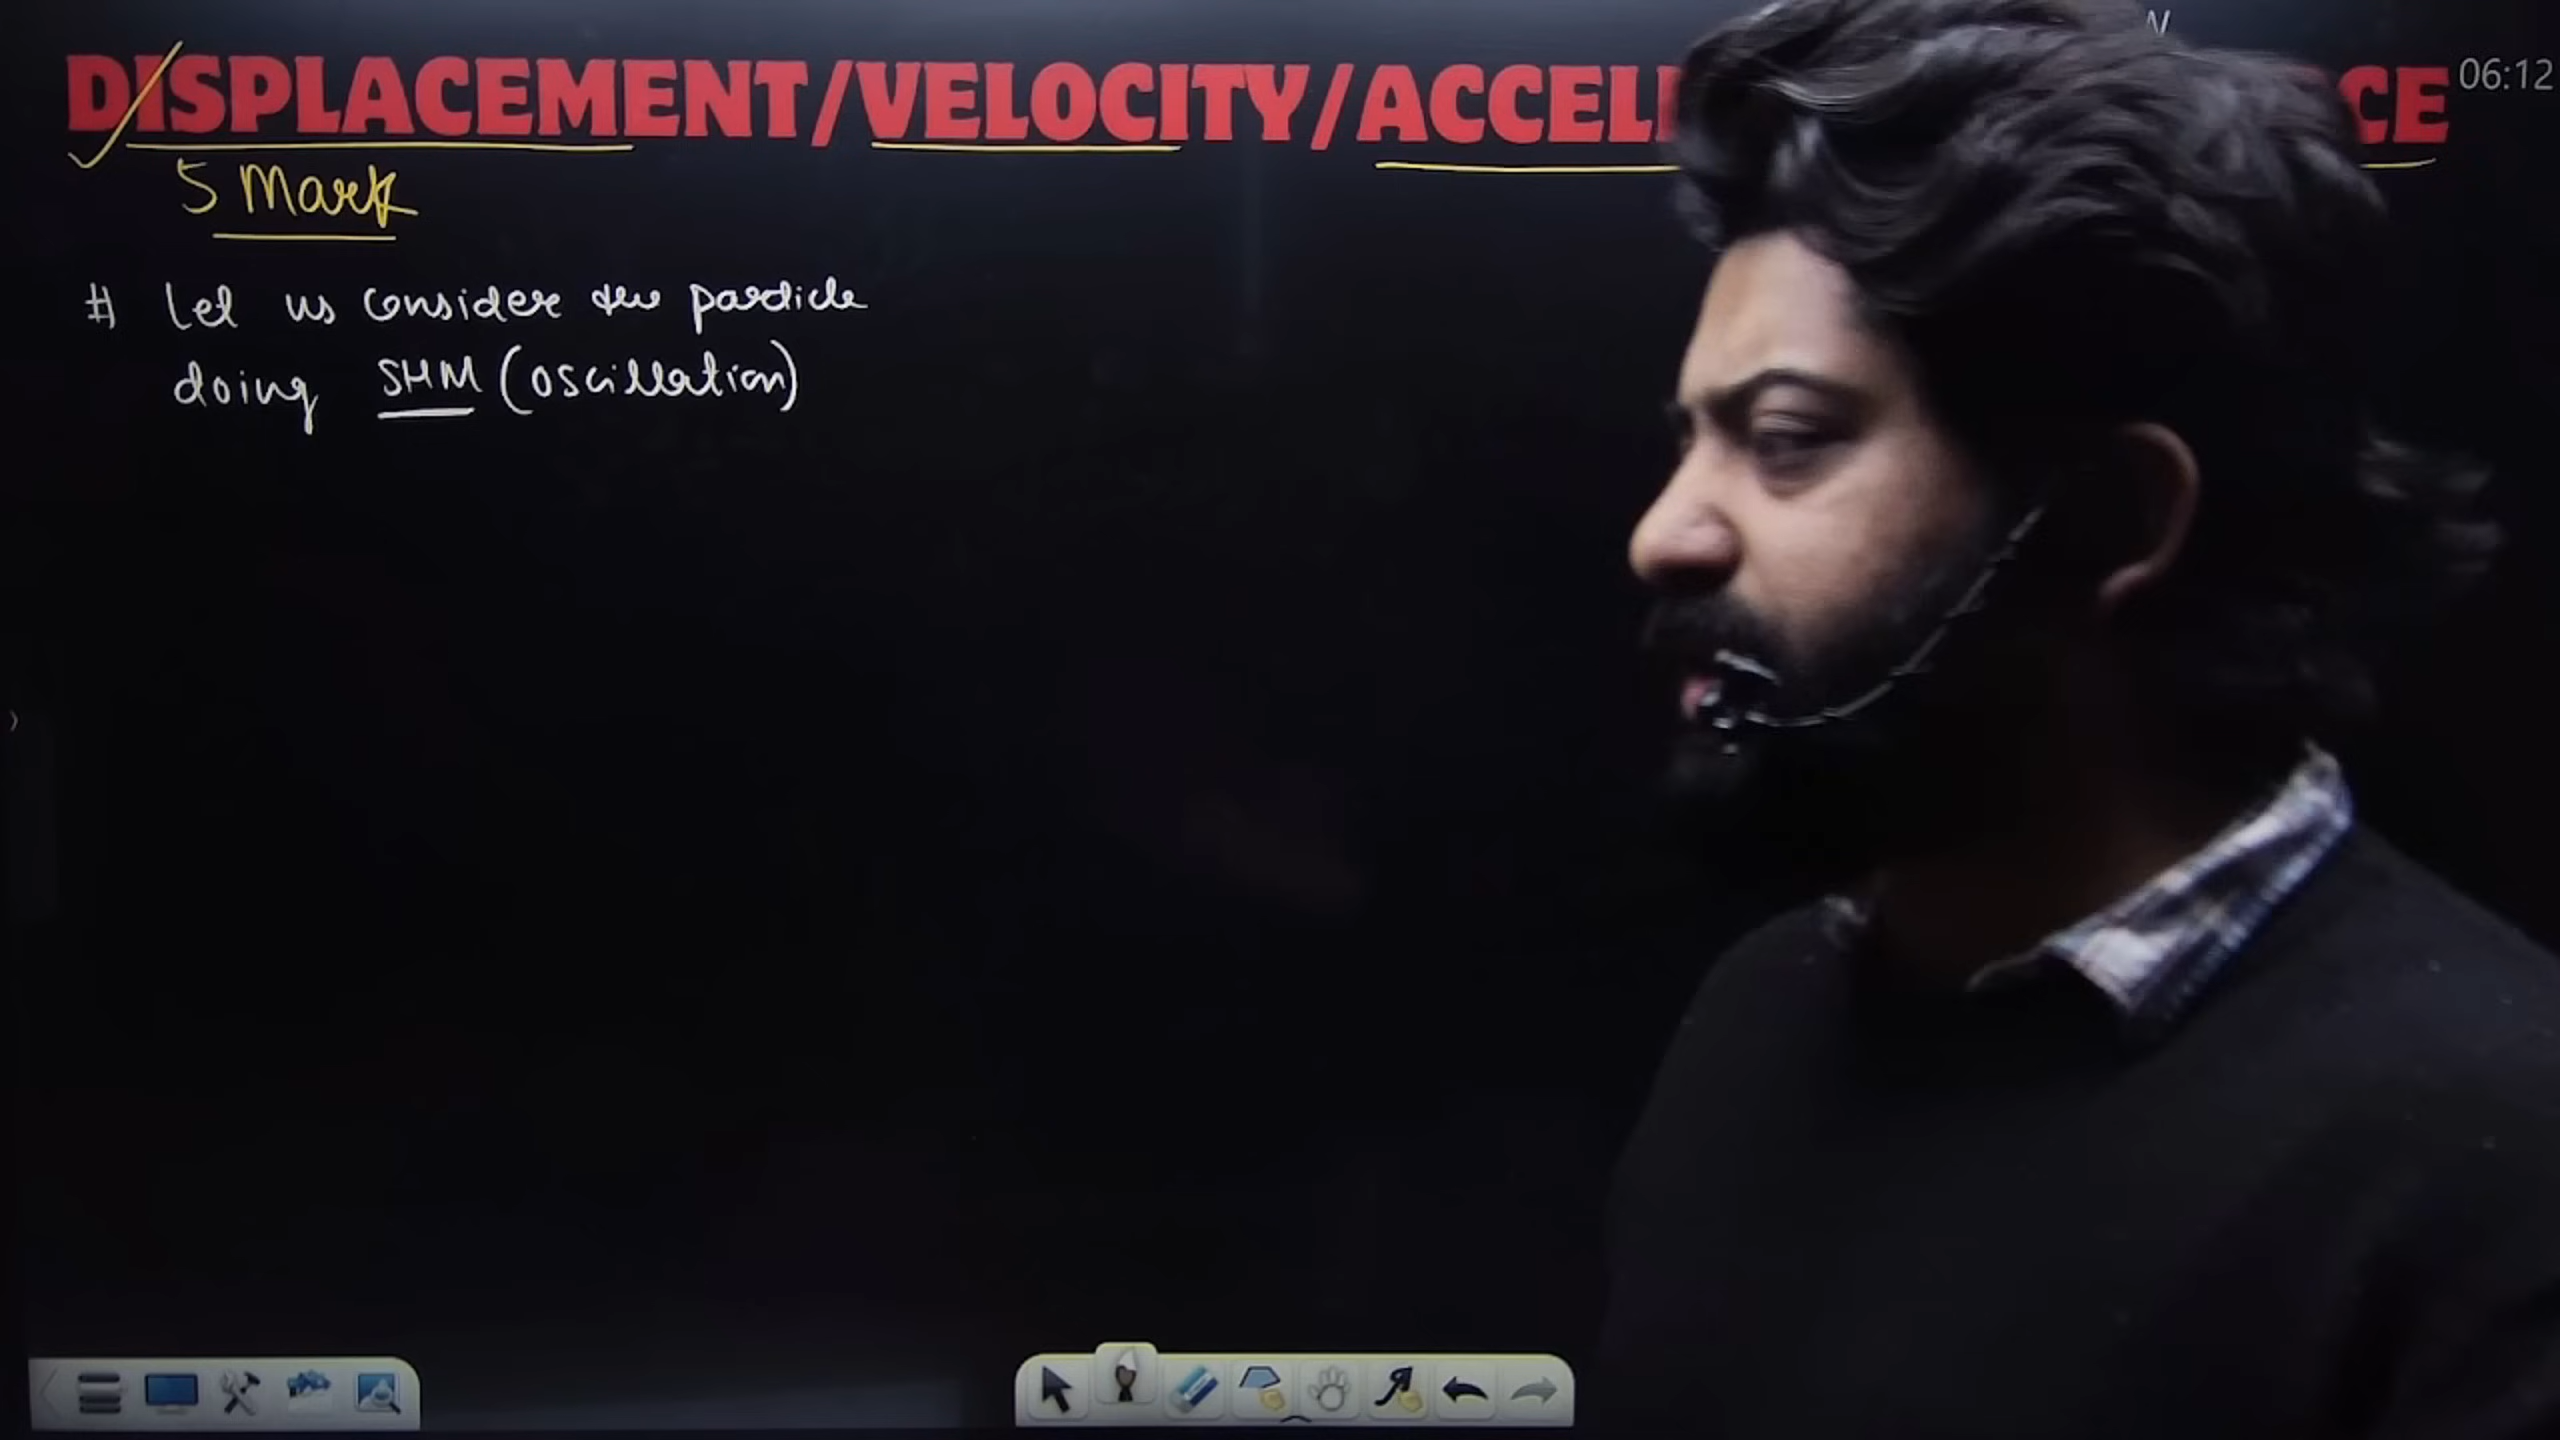 DISPLACEMENT/VELOCITY/ACCEL CE 06:12
5 Mark
# Let us consider the particle
doing SHM (oscillation)